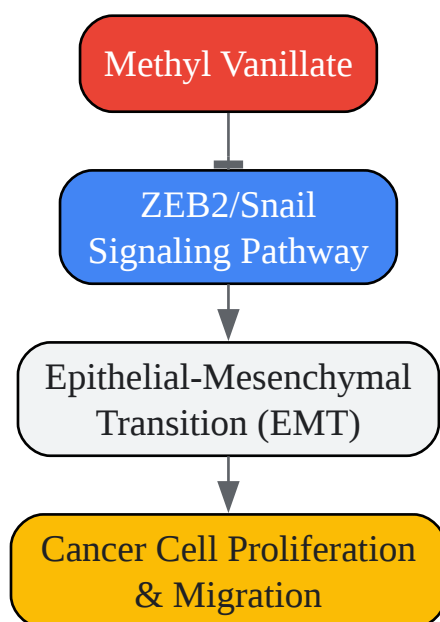 Methyl Vanillate
ZEB2/Snail
Signaling Pathway
Epithelial-Mesenchymal
Transition (EMT)
Cancer Cell Proliferation
& Migration